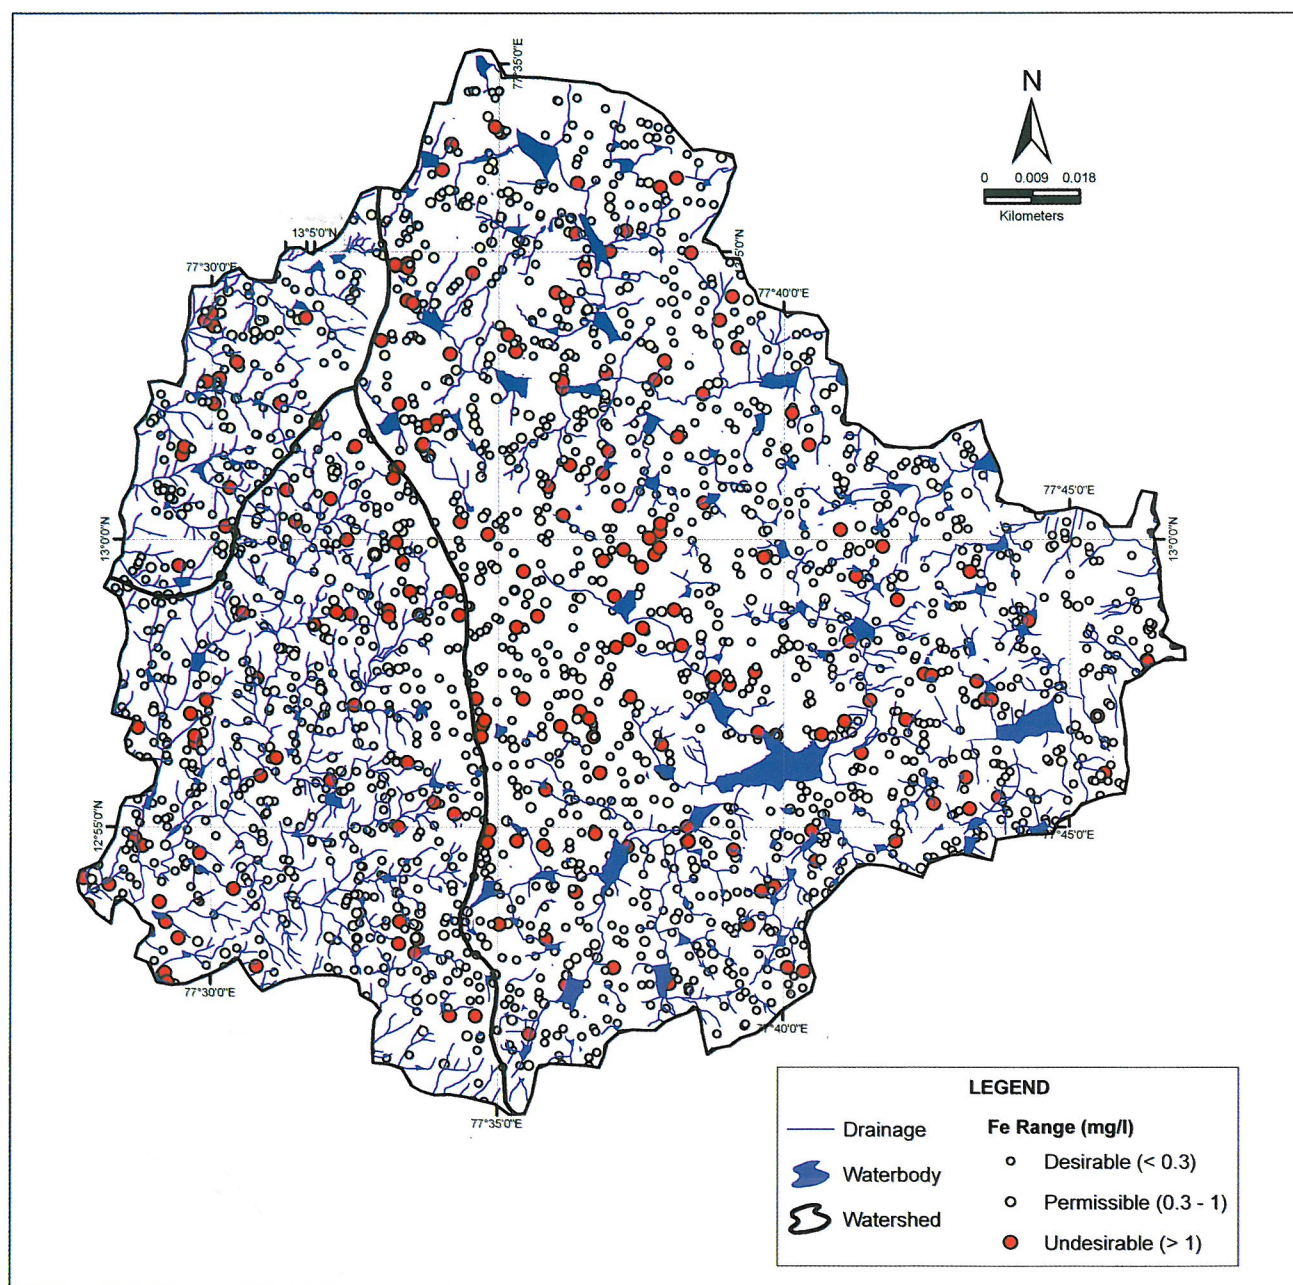 77°35'0"E
N
0 0.009 0.018
Kilometers
13°5'0"N
5'0"N
77°30'0"E
77°40'0"E
77°45'0"E
13°0'0"N
13°0'0"N
12°55'0"N
77°45'0"E
77°30'0"E
77°40'0"E
77°35'0"E
LEGEND
Drainage
Waterbody
Watershed
Fe Range (mg/l)
Desirable (< 0.3)
Permissible (0.3 - 1)
Undesirable (> 1)